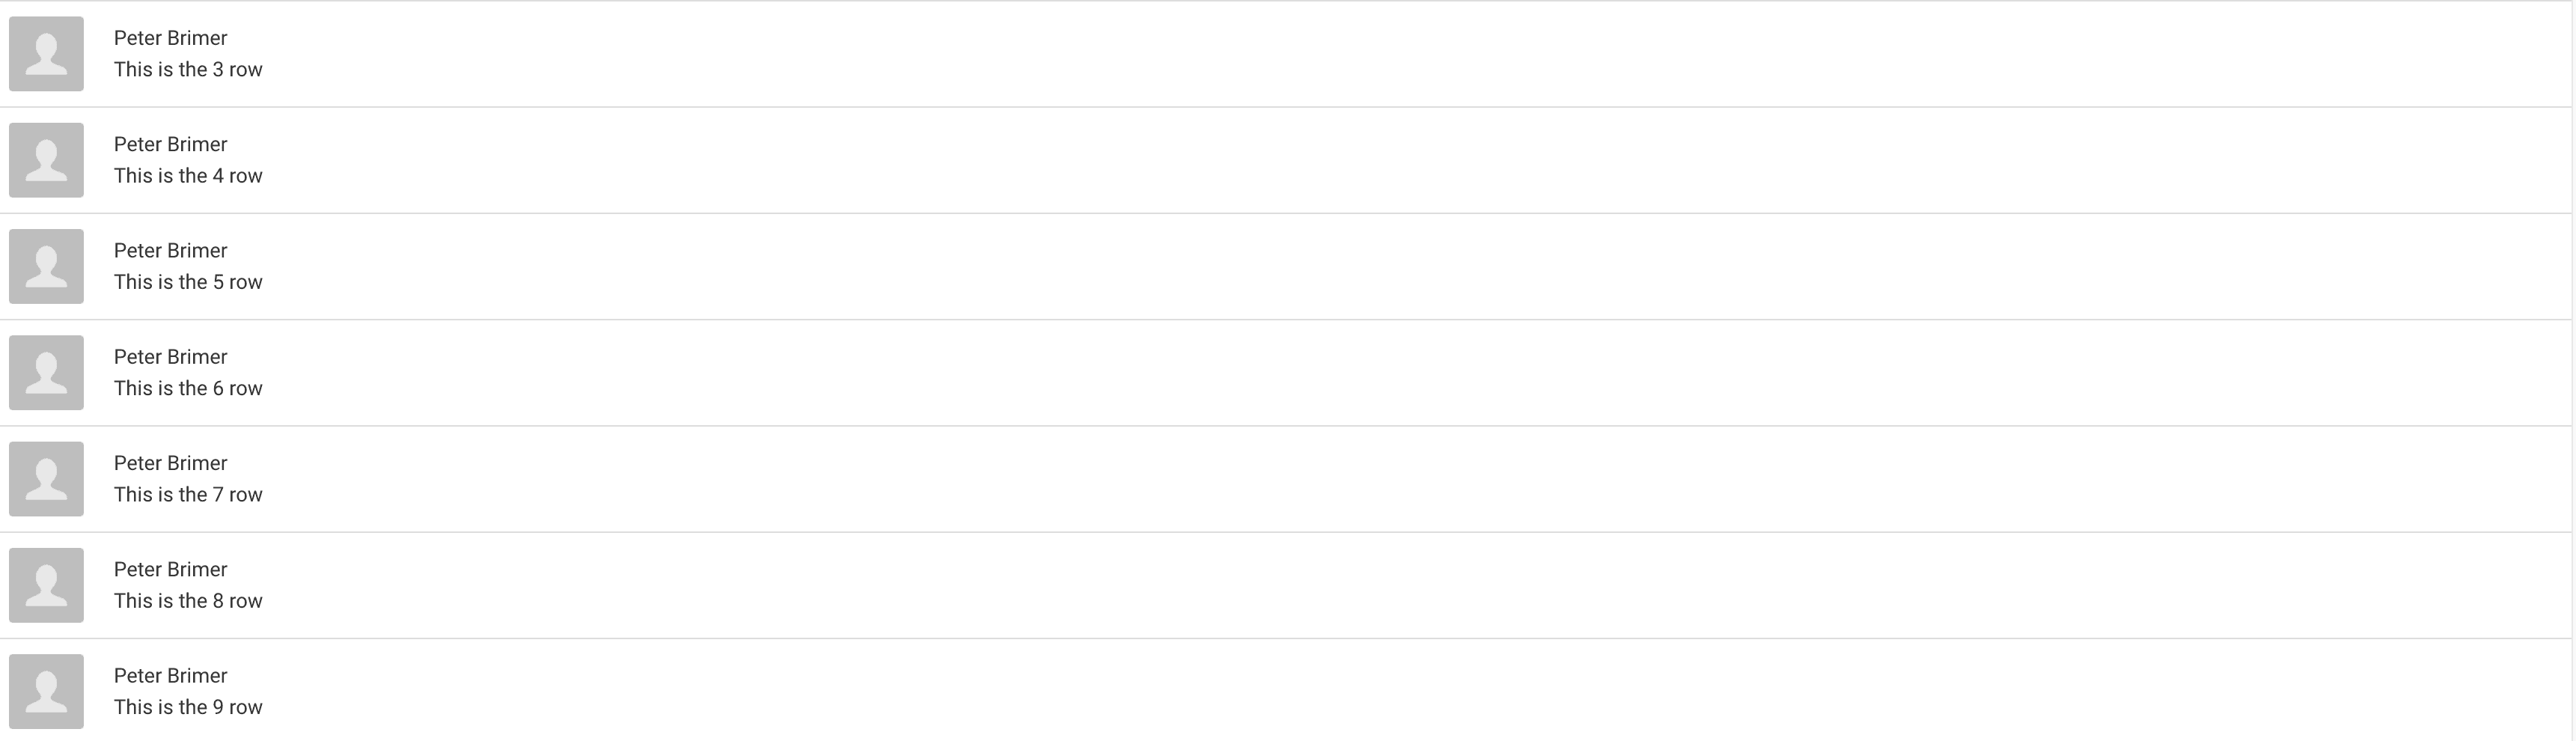 Peter Brimer
This is the 3 row
Peter Brimer
This is the 4 row
Peter Brimer
This is the 5 row
Peter Brimer
This is the 6 row
Peter Brimer
This is the 7 row
Peter Brimer
This is the 8 row
Peter Brimer
This is the 9 row